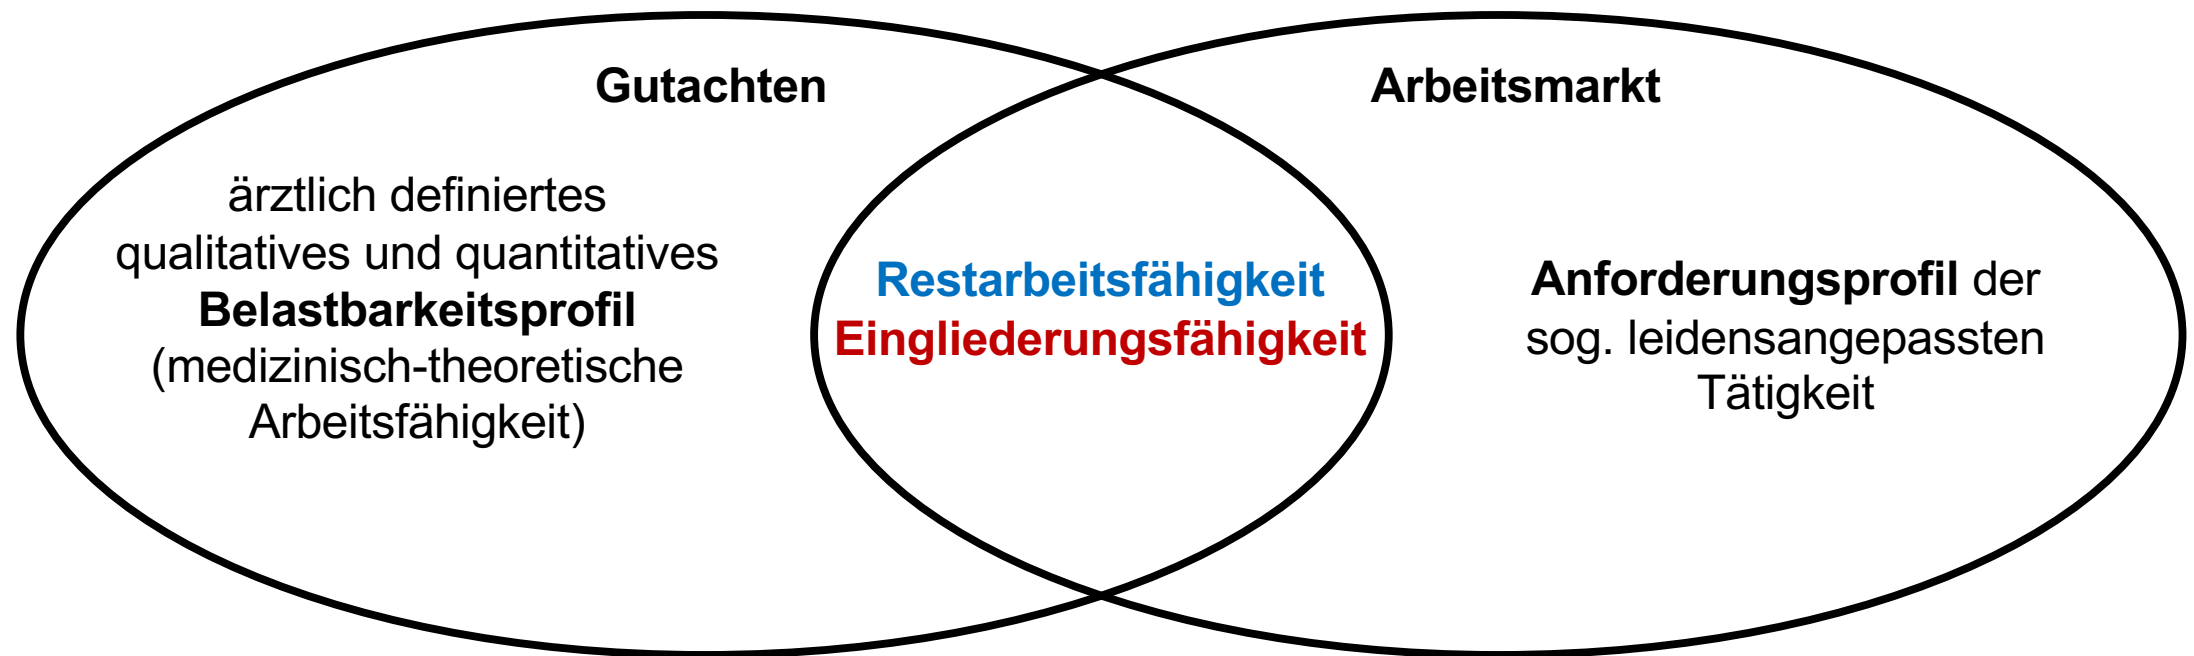 Gutachten
ärztlich definiertes
qualitatives und quantitatives
Belastbarkeitsprofil
(medizinisch-theoretische
Arbeitsfähigkeit)
Restarbeitsfähigkeit
Eingliederungsfähigkeit
Arbeitsmarkt
Anforderungsprofil der
sog. leidensangepassten
Tätigkeit